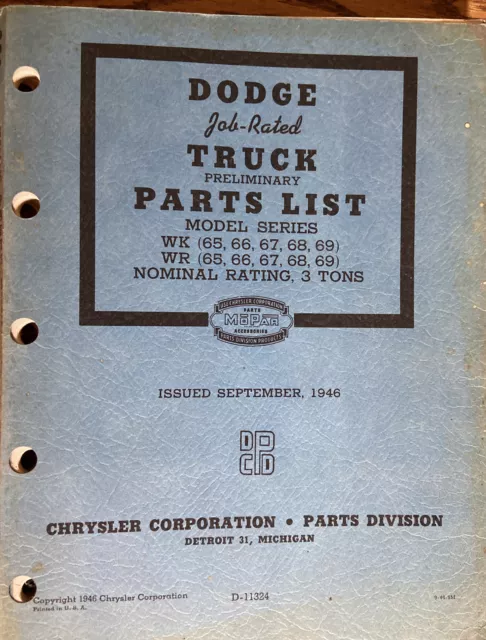 DODGE
Job-Rated
TRUCK
PRELIMINARY
PARTS LIST
MODEL SERIES
WK (65, 66, 67, 68, 69)
WR (65, 66, 67, 68, 69)
NOMINAL RATING, 3 TONS
CHRYSLER CORPORATION
PARTS
MOPAR
ACCESSORIES
PARTS DIVISION PRODUCTS
ISSUED SEPTEMBER, 1946
DP
CD
CHRYSLER CORPORATION • PARTS DIVISION
DETROIT 31, MICHIGAN
Copyright 1946 Chrysler Corporation
D-11324
Printed in U. S. A.